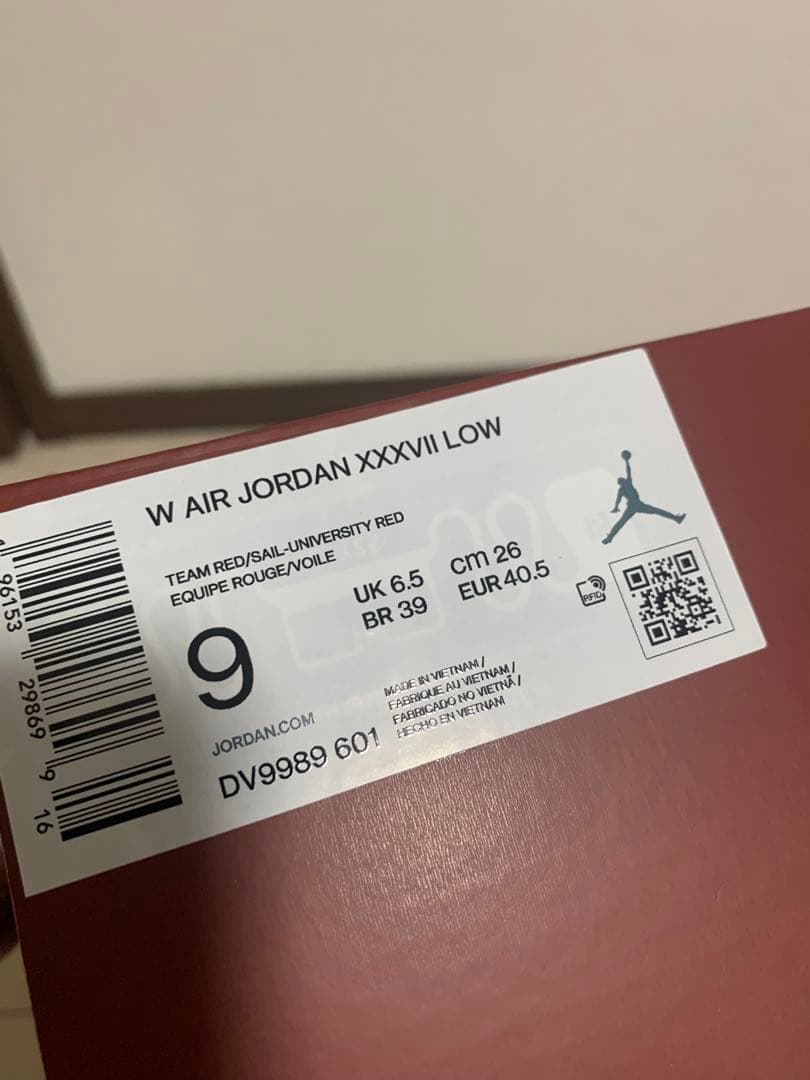 W AIR JORDAN XXXVII LOW
TEAM RED/SAIL-UNIVERSITY RED
EQUIPE ROUGE/VOILE
9
UK 6.5
cm 26
BR 39
EUR 40.5
RFID
MADE IN VIETNAM /
FABRIQUE AU VIETNAM /
FABRICADO NO VIETNÃ /
HECHO EN VIETNAM
JORDAN.COM
DV9989 601
96153 29869 9 16